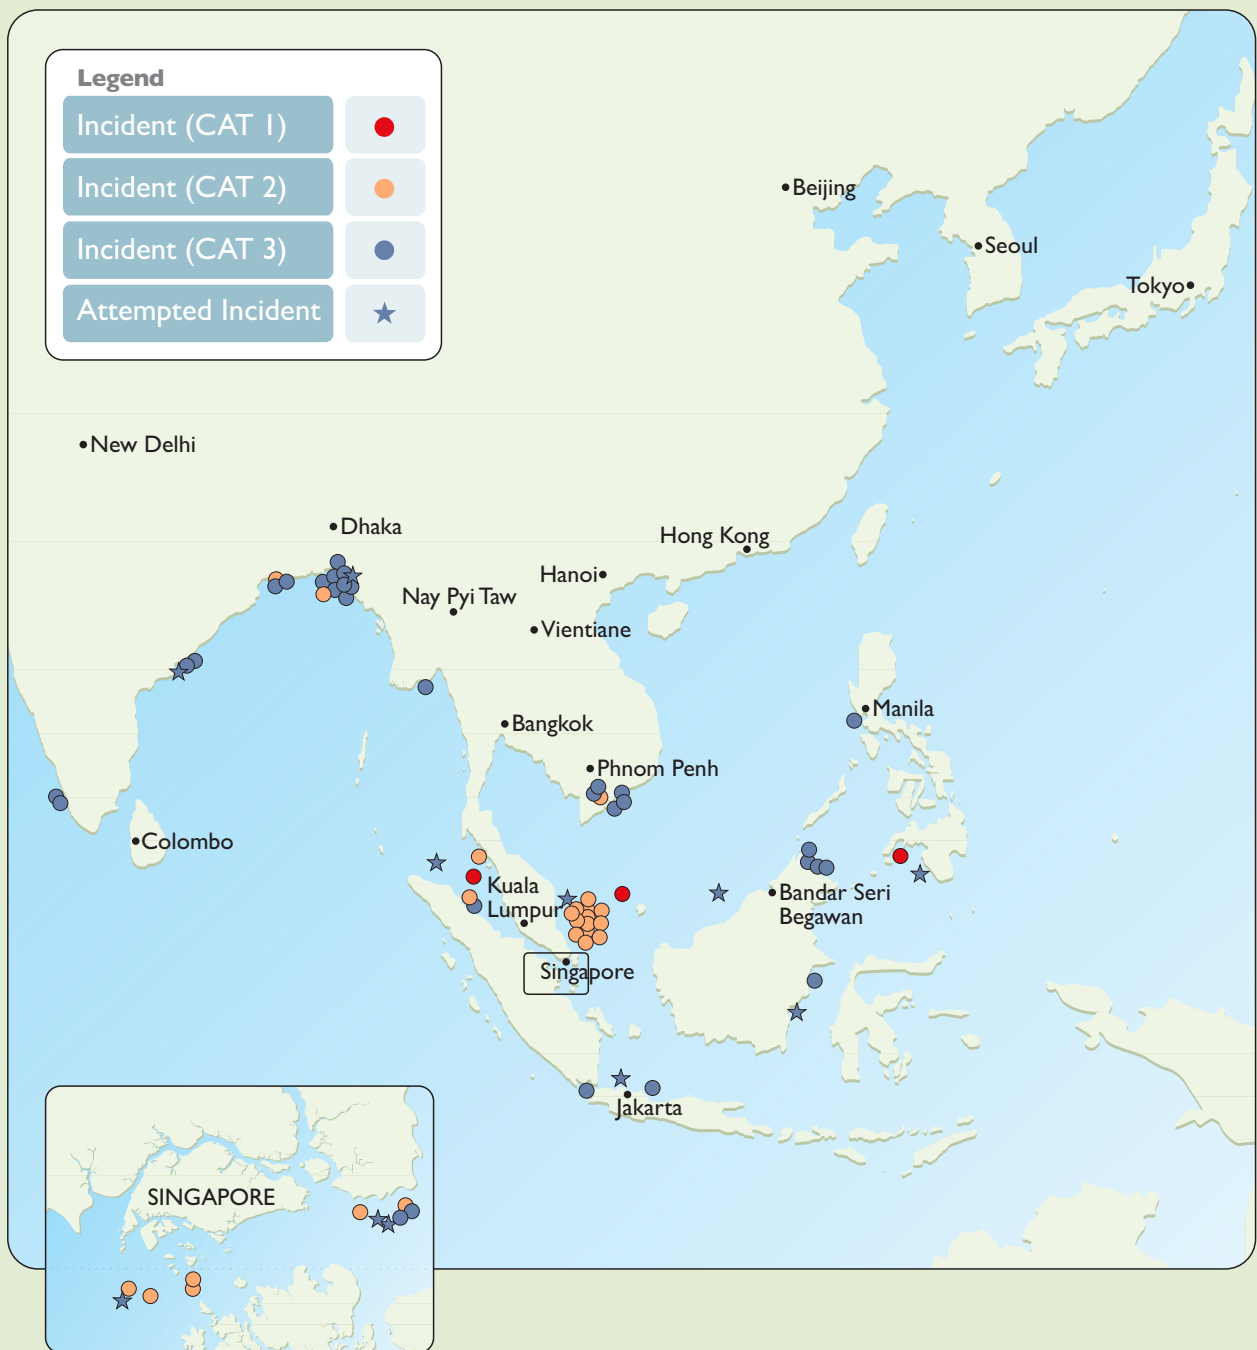 Legend
Incident (CAT 1)
Incident (CAT 2)
Incident (CAT 3)
Attempted Incident
Beijing
Seoul
Tokyo
New Delhi
Dhaka
Hong Kong
Hanoi
Nay Pyi Taw
Vientiane
Manila
Bangkok
Phnom Penh
Colombo
Kuala
Lumpur
Bandar Seri
Begawan
Singapore
Jakarta
SINGAPORE